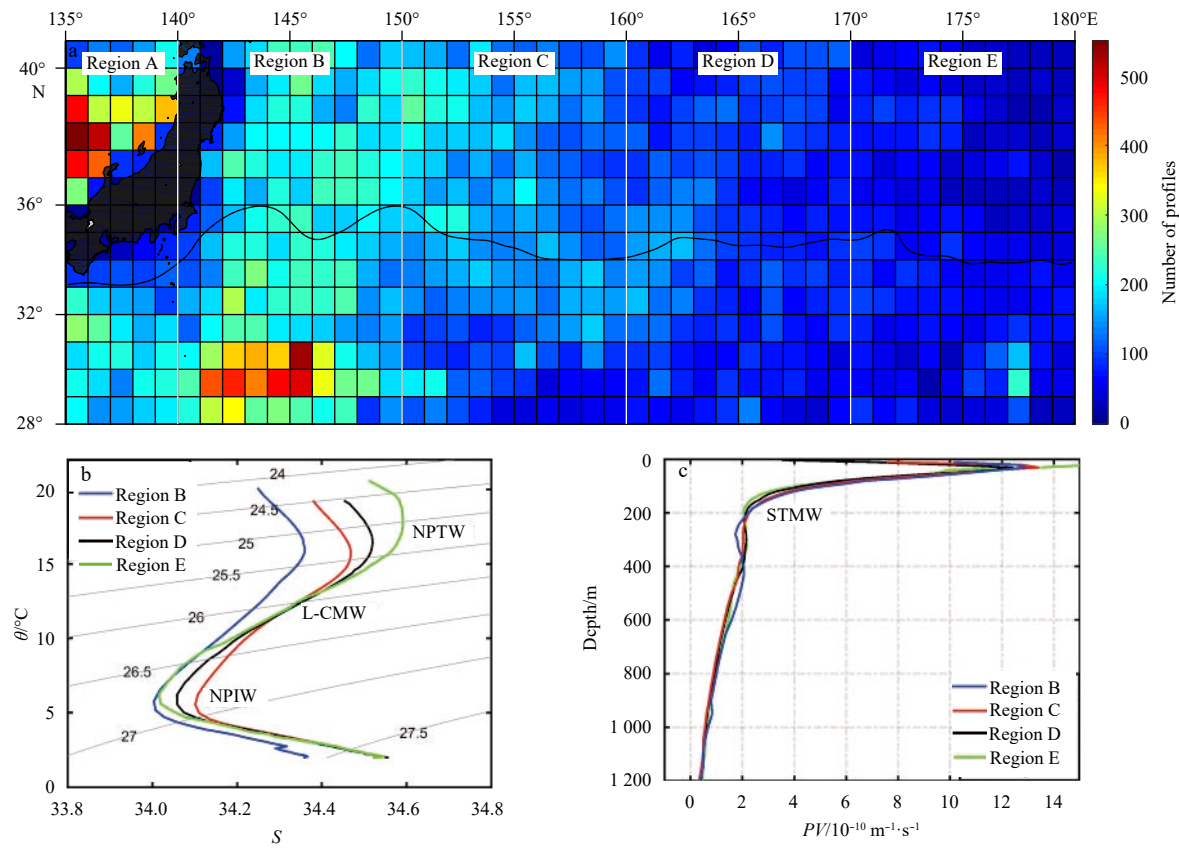 135° 140° 145° 150° 155° 160° 165° 170° 175° 180°E
a
Region A Region B Region C Region D Region E
40°
N
36°
32°
28°
500
400
300
200
100
0
Number of profiles
b
20
15
10
5
0
θ/°C
Region B
Region C
Region D
Region E
24
24.5
25
25.5
26
26.5
27
27.5
NPTW
L-CMW
NPIW
33.8 34.0 34.2 34.4 34.6 34.8
S
c
0
200
400
600
800
1 000
1 200
Depth/m
STMW
Region B
Region C
Region D
Region E
0 2 4 6 8 10 12 14
PV/10⁻¹⁰ m⁻¹·s⁻¹